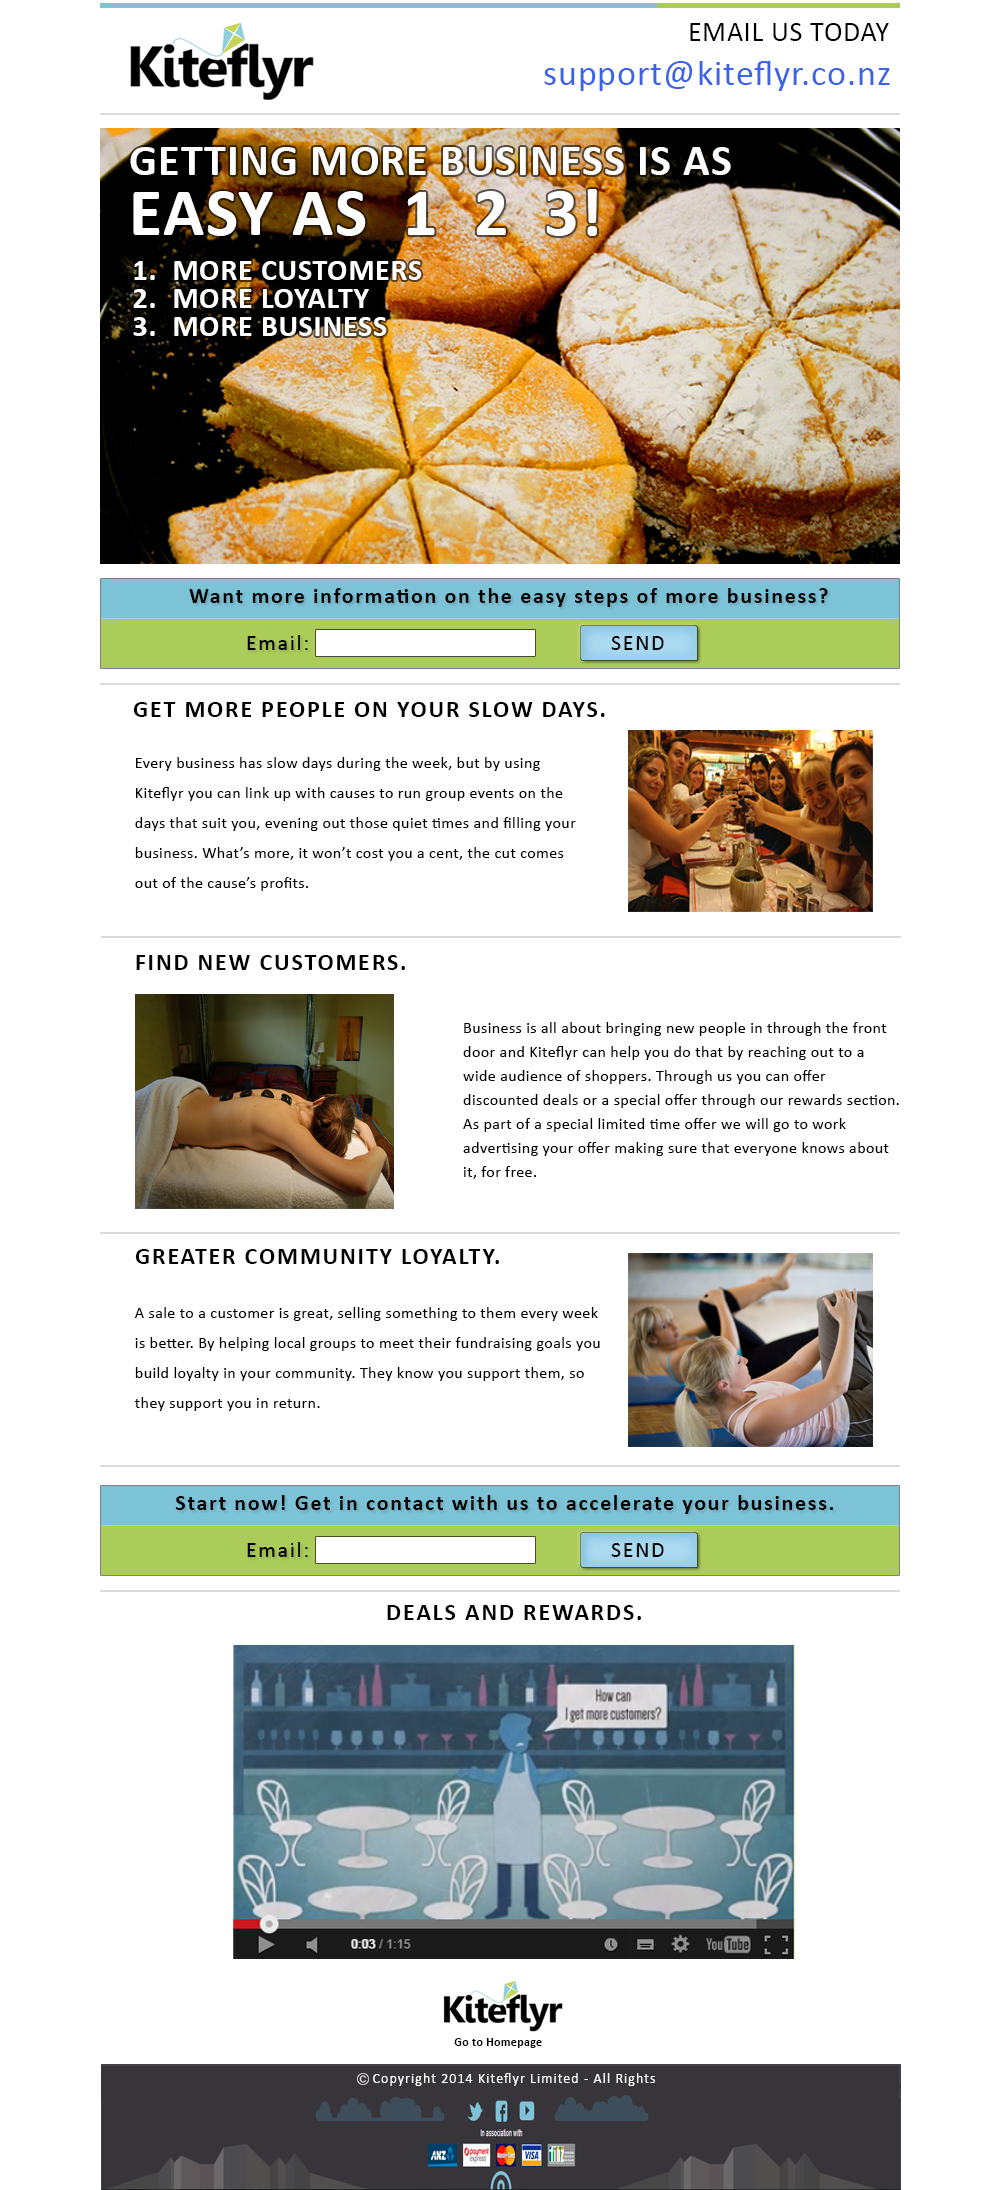 Kiteflyr
EMAIL US TODAY
support@kiteflyr.co.nz
GETTING MORE BUSINESS IS AS
EASY AS 1 2 3!
1. MORE CUSTOMERS
2. MORE LOYALTY
3. MORE BUSINESS
Want more information on the easy steps of more business?
Email:
SEND
GET MORE PEOPLE ON YOUR SLOW DAYS.
Every business has slow days during the week, but by using
Kiteflyr you can link up with causes to run group events on the
days that suit you, evening out those quiet times and filling your
business. What's more, it won't cost you a cent, the cut comes
out of the cause's profits.
FIND NEW CUSTOMERS.
Business is all about bringing new people in through the front
door and Kiteflyr can help you do that by reaching out to a
wide audience of shoppers. Through us you can offer
discounted deals or a special offer through our rewards section.
As part of a special limited time offer we will go to work
advertising your offer making sure that everyone knows about
it, for free.
GREATER COMMUNITY LOYALTY.
A sale to a customer is great, selling something to them every week
is better. By helping local groups to meet their fundraising goals you
build loyalty in your community. They know you support them, so
they support you in return.
Start now! Get in contact with us to accelerate your business.
Email:
SEND
DEALS AND REWARDS.
How can
I get more customers?
0:03 / 1:15
YouTube
Kiteflyr
Go to Homepage
© Copyright 2014 Kiteflyr Limited - All Rights
In association with
ANZ
payment
express
MasterCard
VISA